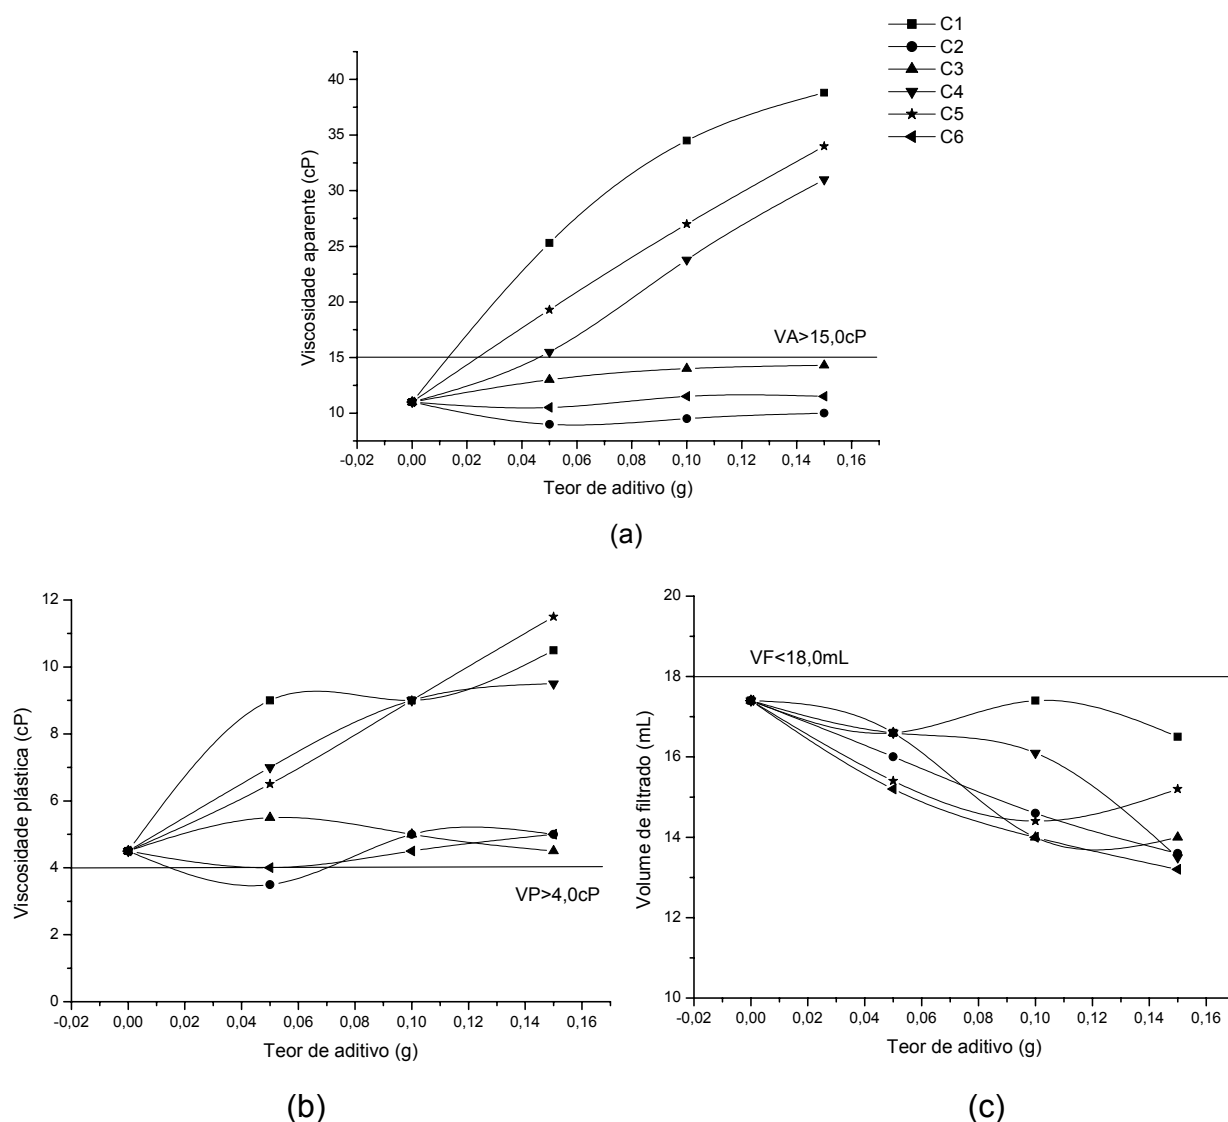 C1
C2
C3
C4
C5
C6
Viscosidade aparente (cP)
40
35
30
25
20
15
10
VA>15,0cP
-0,02 0,00 0,02 0,04 0,06 0,08 0,10 0,12 0,14 0,16
Teor de aditivo (g)
(a)
Viscosidade plástica (cP)
12
10
8
6
4
2
0
VP>4,0cP
-0,02 0,00 0,02 0,04 0,06 0,08 0,10 0,12 0,14 0,16
Teor de aditivo (g)
(b)
Volume de filtrado (mL)
20
18
16
14
12
10
VF<18,0mL
-0,02 0,00 0,02 0,04 0,06 0,08 0,10 0,12 0,14 0,16
Teor de aditivo (g)
(c)